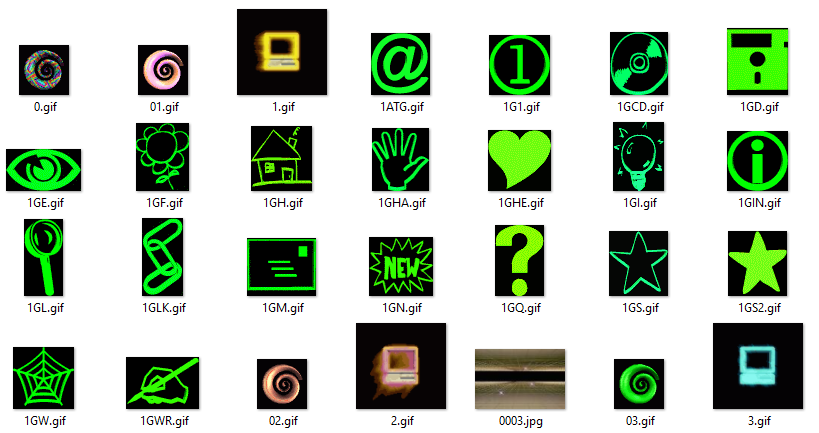 0.gif 01.gif 1.gif 1ATG.gif 1G1.gif 1GCD.gif 1GD.gif
@ 1 i
1GE.gif 1GF.gif 1GH.gif 1GHA.gif 1GHE.gif 1GI.gif 1GIN.gif
NEW ?
1GL.gif 1GLK.gif 1GM.gif 1GN.gif 1GQ.gif 1GS.gif 1GS2.gif
1GW.gif 1GWR.gif 02.gif 2.gif 0003.jpg 03.gif 3.gif